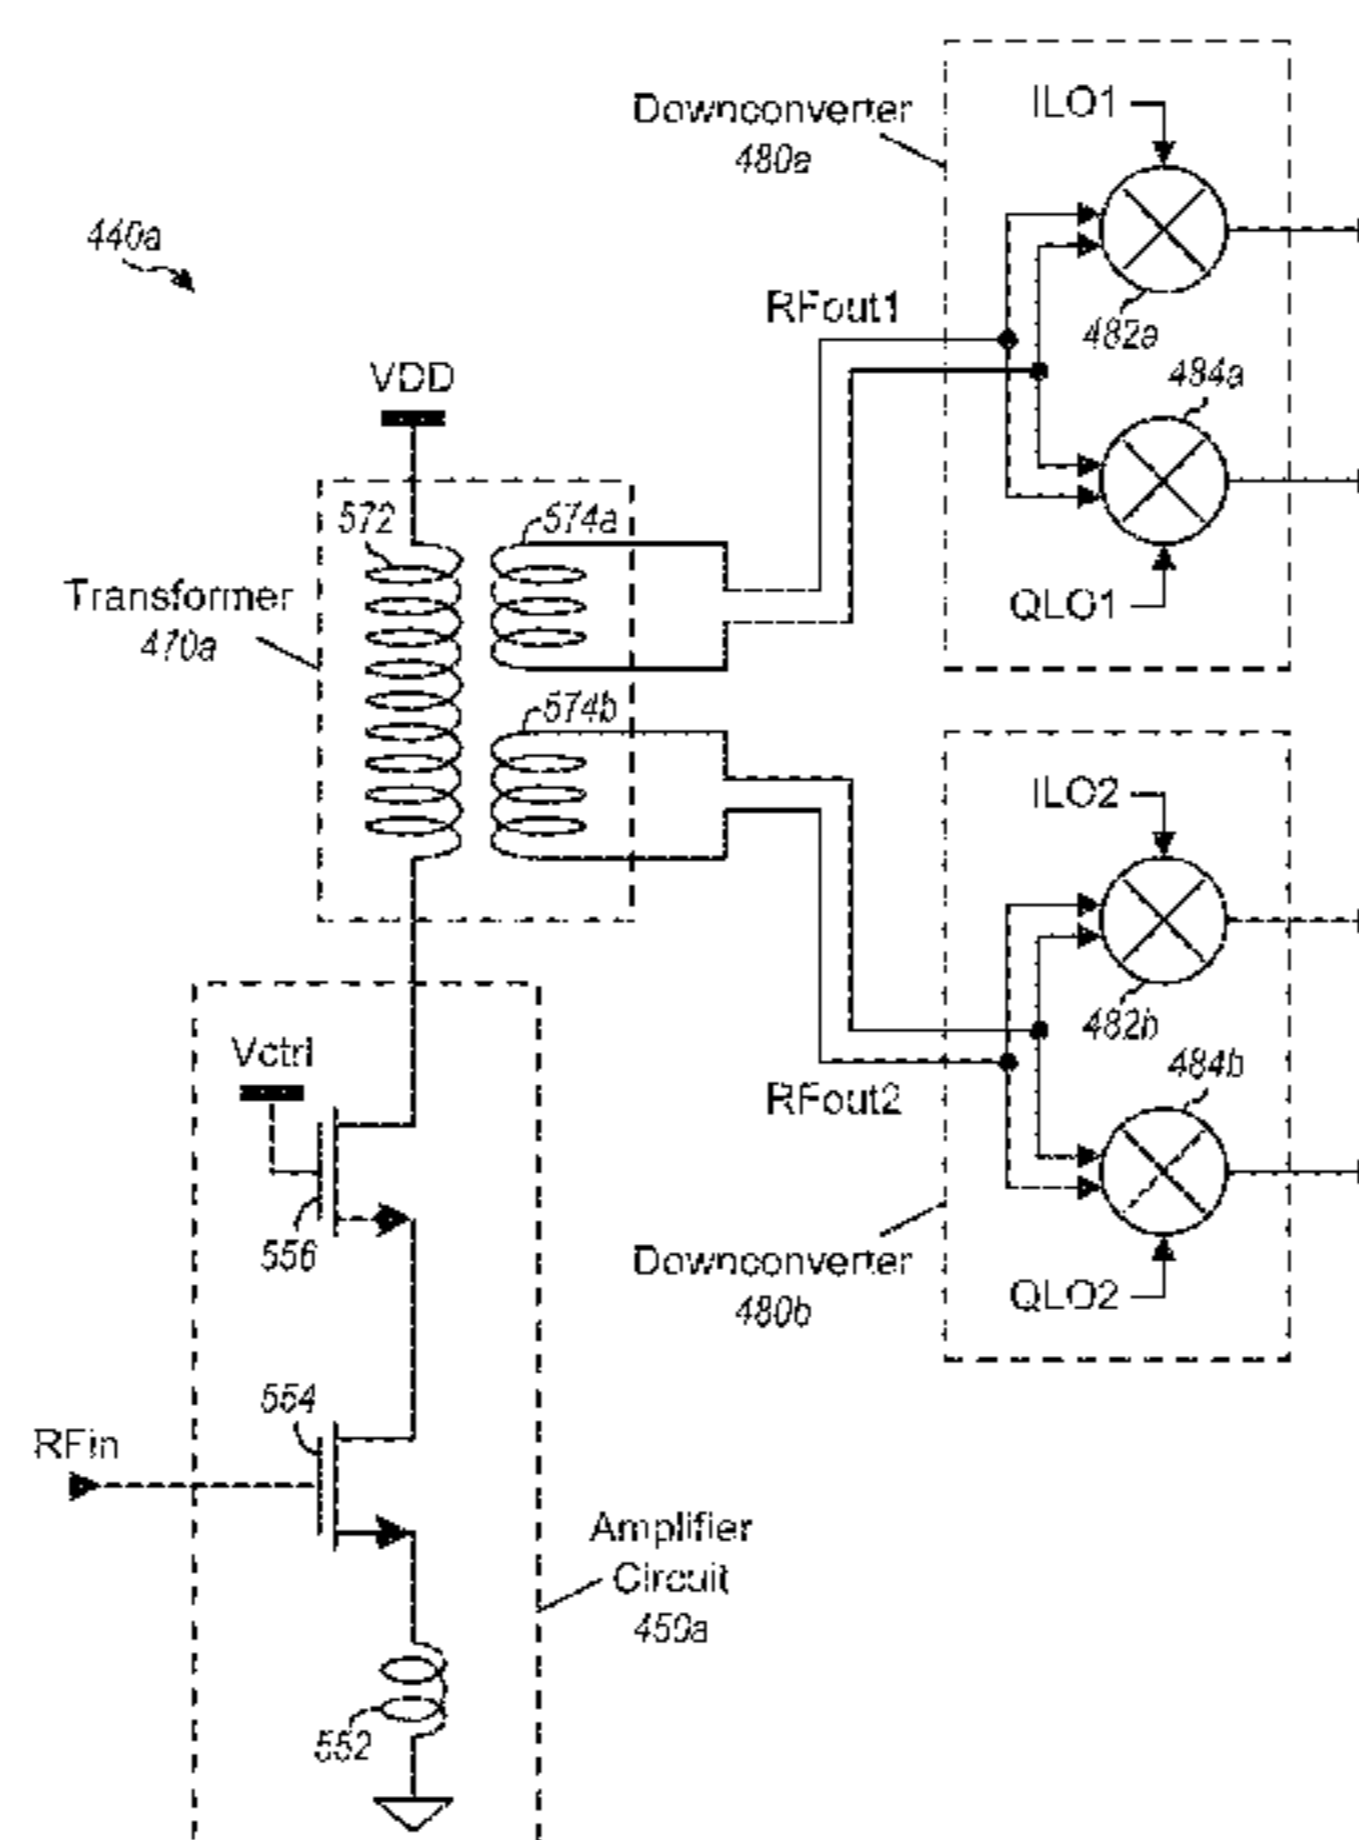 Downconverter
480a
ILO1
440a
RFout1
482a
VDD
484a
572
574a
Transformer
470a
QLO1
574b
ILO2
Vctrl
482b
484b
RFout2
556
Downconverter
480b
QLO2
554
RFin
Amplifier
Circuit
450a
552